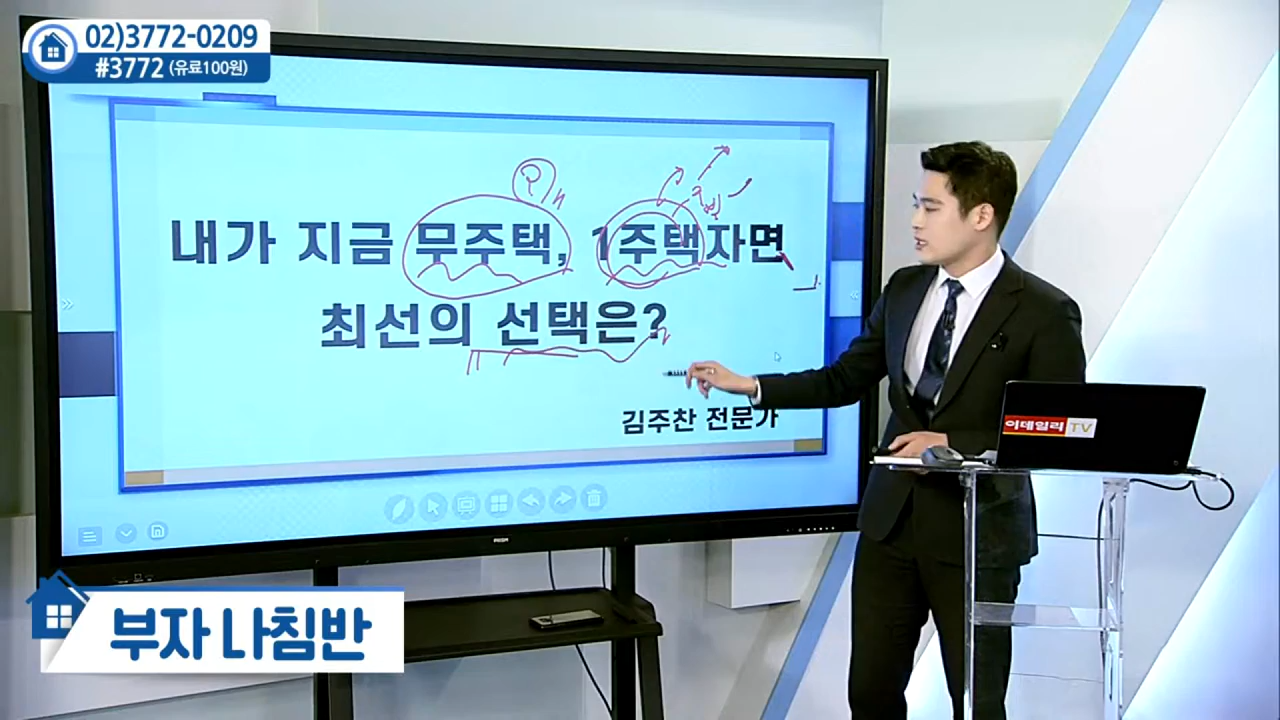 02)3772-0209
#3772 (유료100원)
내가 지금 무주택, 1주택자면
최선의 선택은?
김주찬 전문가
이데일리TV
부자 나침반